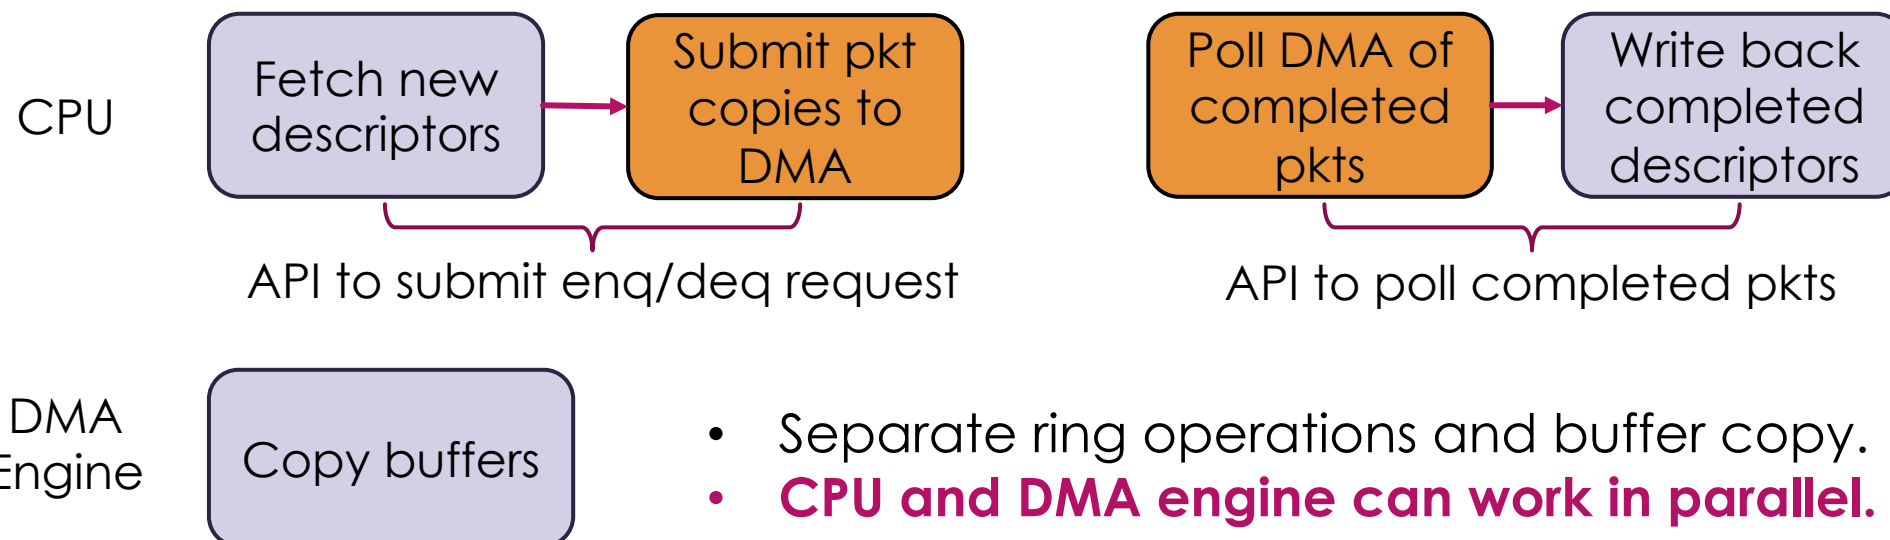 CPU
Fetch new
descriptors
Submit pkt
copies to
DMA
Poll DMA of
completed
pkts
Write back
completed
descriptors
API to submit enq/deq request
API to poll completed pkts
DMA
Engine
Copy buffers
• Separate ring operations and buffer copy.
• CPU and DMA engine can work in parallel.